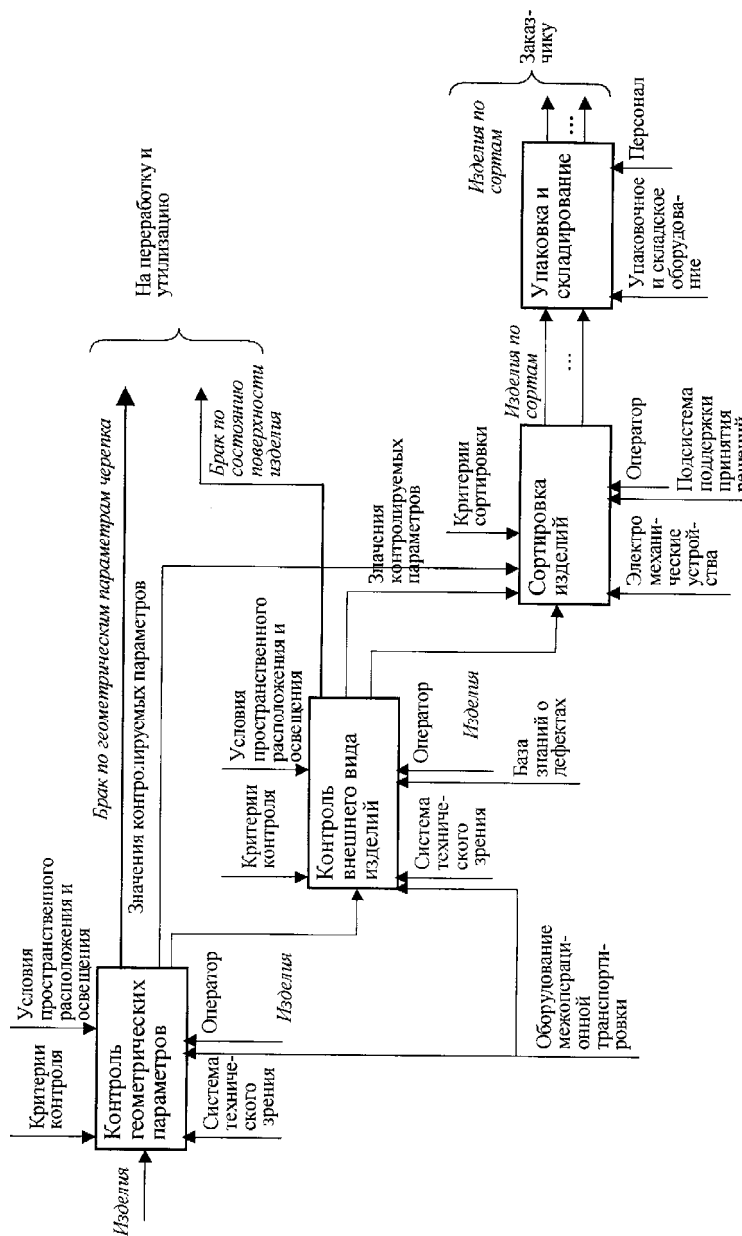 Изделия
Критерии
контроля
Условия
пространственного
расположения и
освещения
Контроль
геометрических
параметров
Система
техниче-
ского
зрения
Оператор
Изделия
Брак по геометрическим параметрам черепка
Значения контролируемых параметров
Критерии
контроля
Условия
пространственного
расположения и
освещения
Контроль
внешнего вида
изделий
Система
техниче-
ского
зрения
Оператор
Изделия
База
знаний о
дефектах
Оборудование
межопераци-
онной
транспорти-
ровки
Брак по
состоянию
поверхности
изделия
На переработку и
утилизацию
Значения
контролируемых
параметров
Критерии
сортировки
Сортировка
изделий
Электро
механи-
ческие
устрой-
ства
Оператор
Подсистема
поддержки
принятия
решений
Изделия по
сортам
...
Упаковка и
складирование
Упаковочное
и складское
оборудова-
ние
Персонал
Изделия по
сортам
...
Заказ-
чику